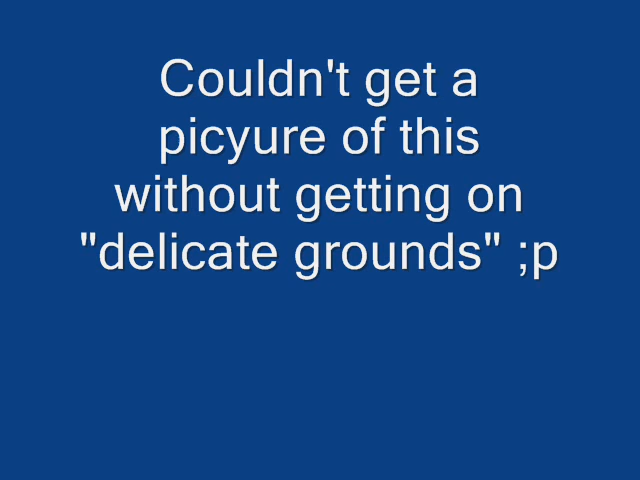 Couldn't get a
picyure of this
without getting on
"delicate grounds" ;p